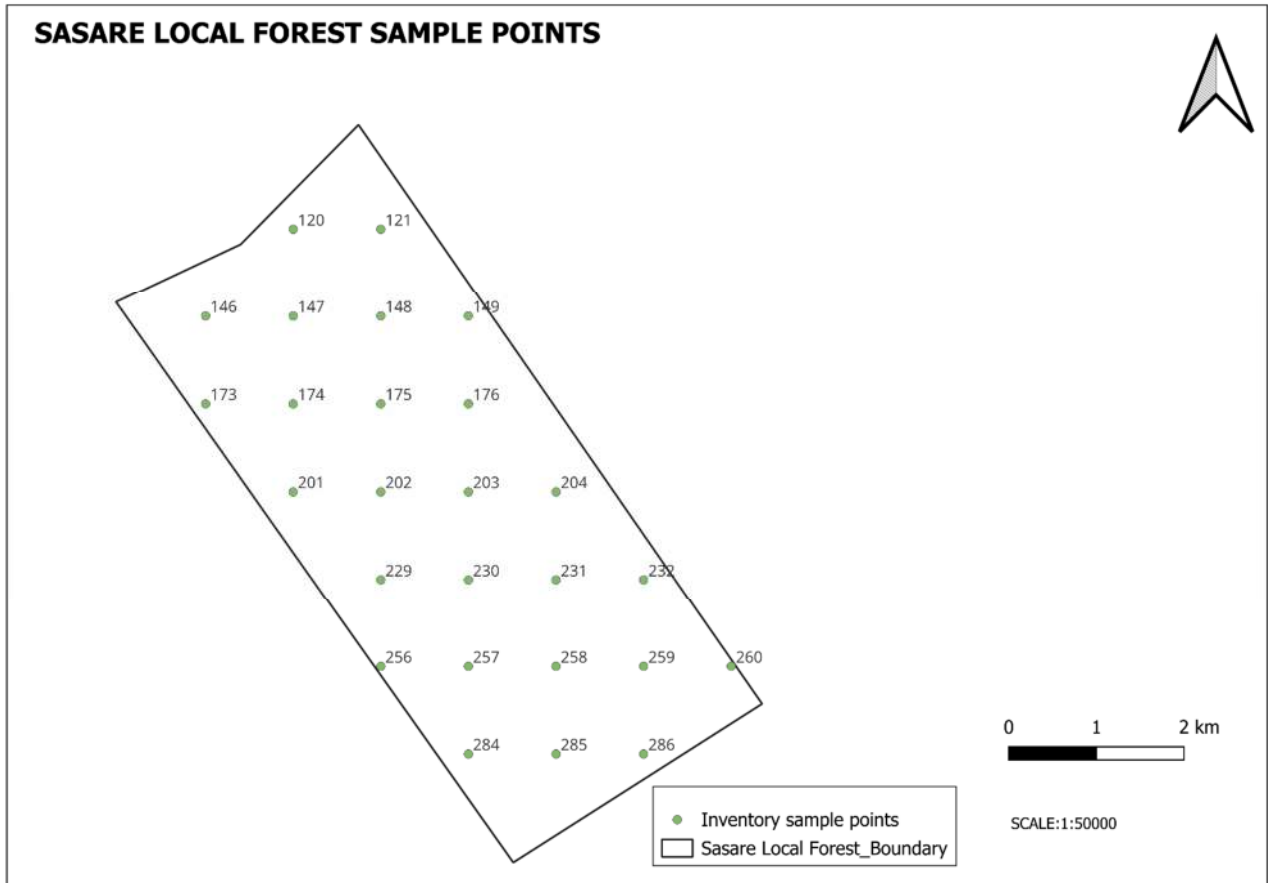 SASARE LOCAL FOREST SAMPLE POINTS
120 121
146 147 148 149
173 174 175 176
201 202 203 204
229 230 231 232
256 257 258 259 260
284 285 286
0 1 2 km
SCALE:1:50000
Inventory sample points
Sasare Local Forest_Boundary